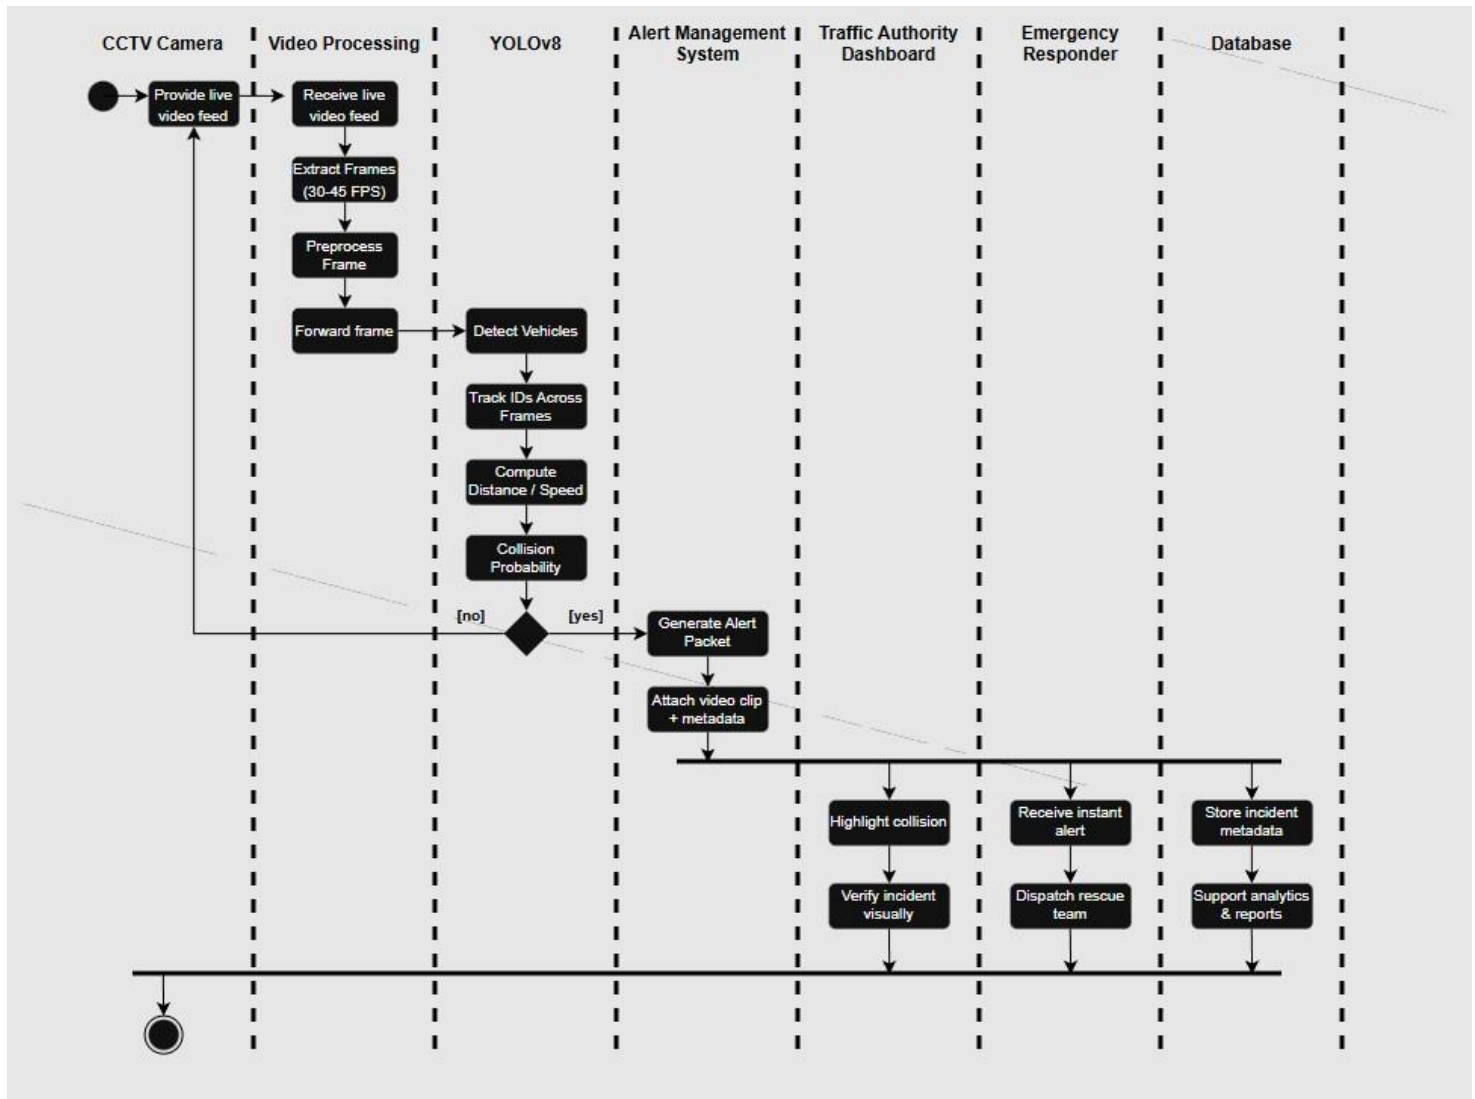 CCTV Camera
Video Processing
YOLOv8
Alert Management
System
Traffic Authority
Dashboard
Emergency
Responder
Database
Provide live
video feed
Receive live
video feed
Extract Frames
(30-45 FPS)
Preprocess
Frame
Forward frame
Detect Vehicles
Track IDs Across
Frames
Compute
Distance / Speed
Collision
Probability
[no]
[yes]
Generate Alert
Packet
Attach video clip
+ metadata
Highlight collision
Receive instant
alert
Store incident
metadata
Verify incident
visually
Dispatch rescue
team
Support analytics
& reports